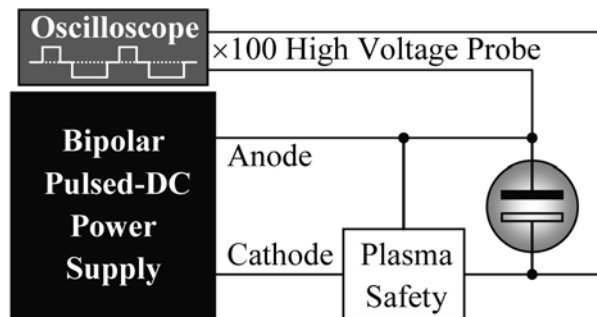 Oscilloscope
×100 High Voltage Probe
Bipolar
Pulsed-DC
Power
Supply
Anode
Cathode
Plasma
Safety